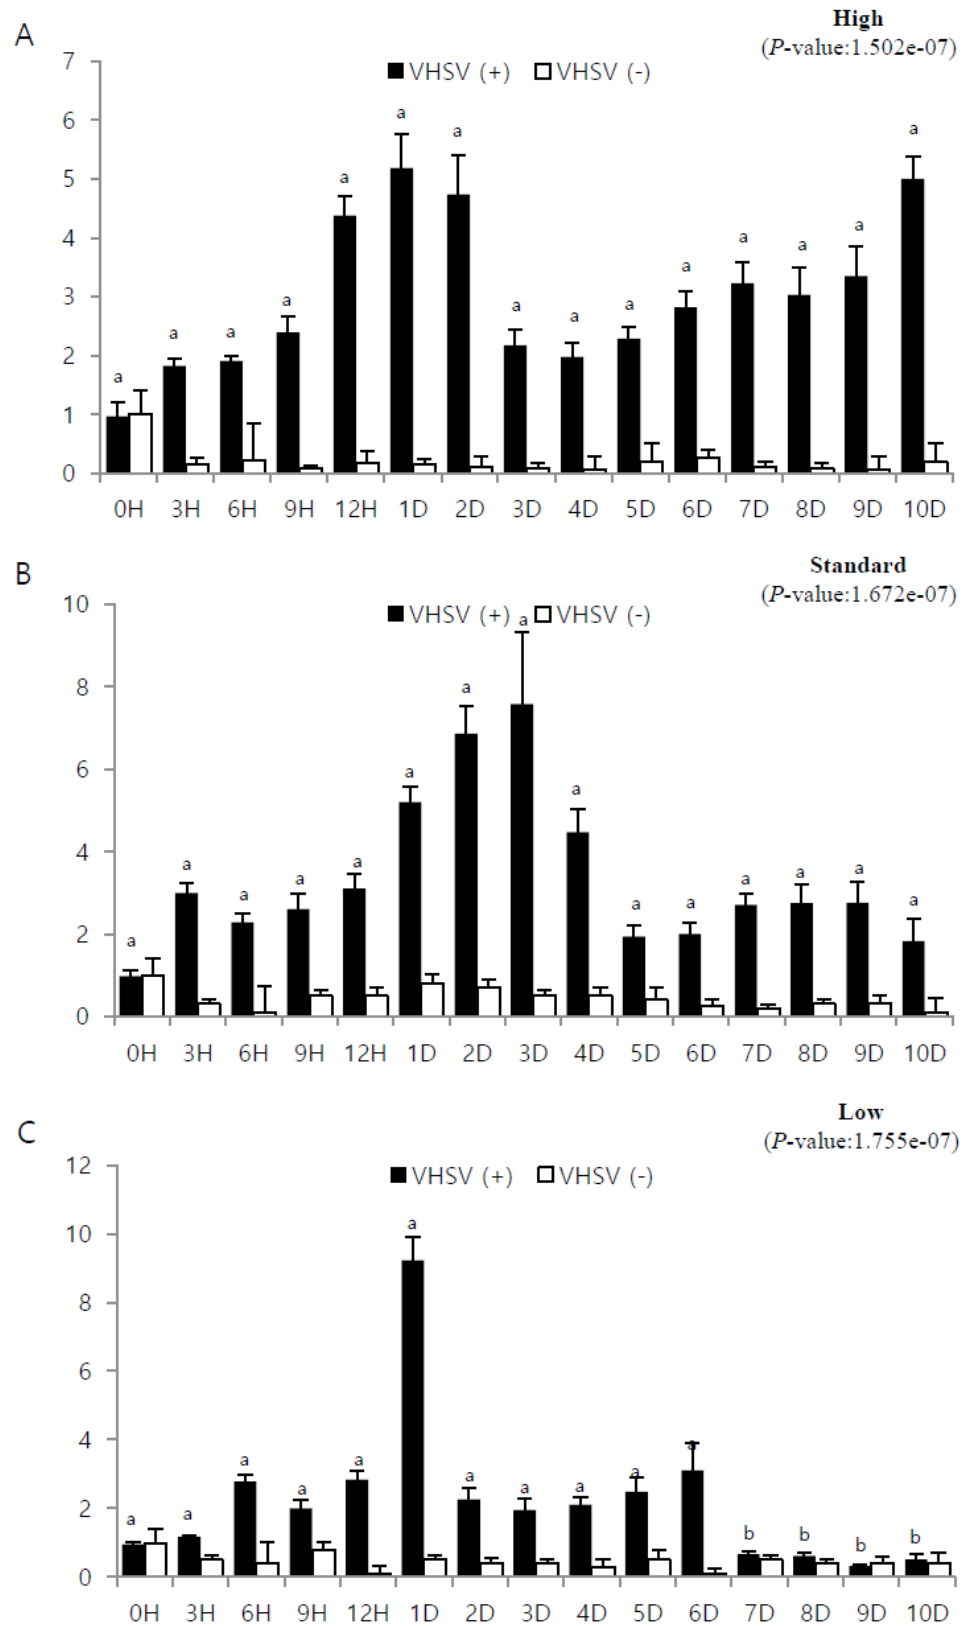 A
High
(P-value:1.502e-07)
7
VHSV (+) VHSV (-)
6
5
4
3
2
1
0
a a a a a a a a a a a a a a a
0H 3H 6H 9H 12H 1D 2D 3D 4D 5D 6D 7D 8D 9D 10D
B
Standard
(P-value:1.672e-07)
10
VHSV (+) VHSV (-)
8
6
4
2
0
a a a a a a a a a a a a a a a
0H 3H 6H 9H 12H 1D 2D 3D 4D 5D 6D 7D 8D 9D 10D
C
Low
(P-value:1.755e-07)
12
VHSV (+) VHSV (-)
10
8
6
4
2
0
a a a a a a a a a a a b b b b
0H 3H 6H 9H 12H 1D 2D 3D 4D 5D 6D 7D 8D 9D 10D